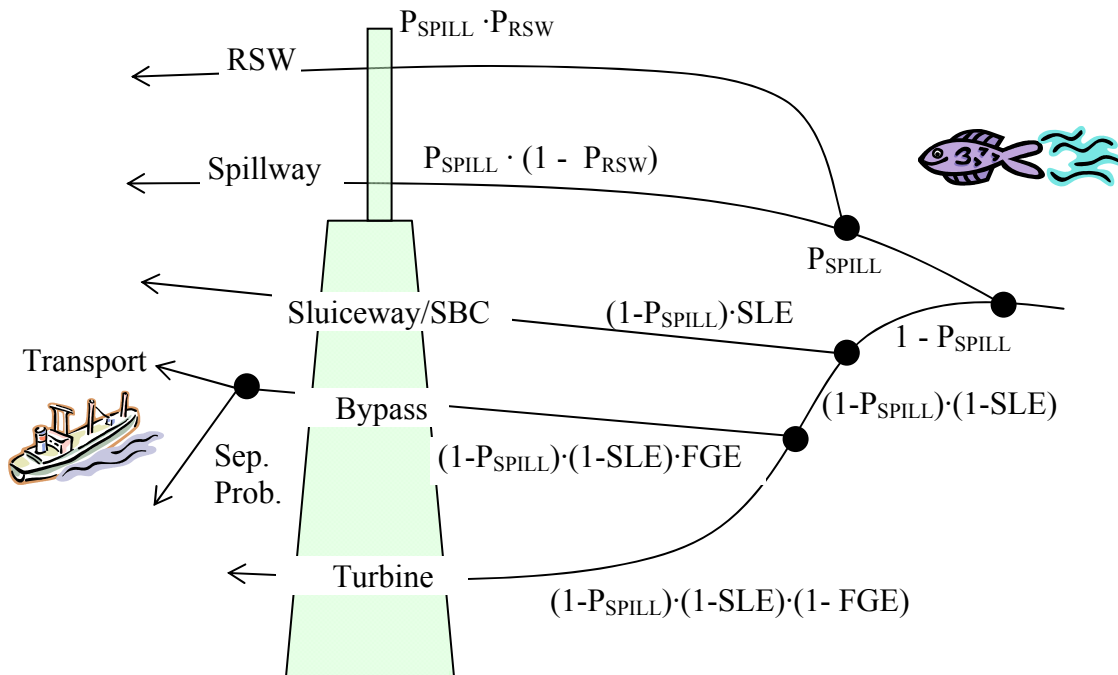 P_SPILL · P_RSW
RSW
P_SPILL · (1 - P_RSW)
Spillway
P_SPILL
Sluiceway/SBC
(1-P_SPILL)·SLE
1 - P_SPILL
Transport
Bypass
(1-P_SPILL)·(1-SLE)
(1-P_SPILL)·(1-SLE)·FGE
Sep.
Prob.
Turbine
(1-P_SPILL)·(1-SLE)·(1- FGE)